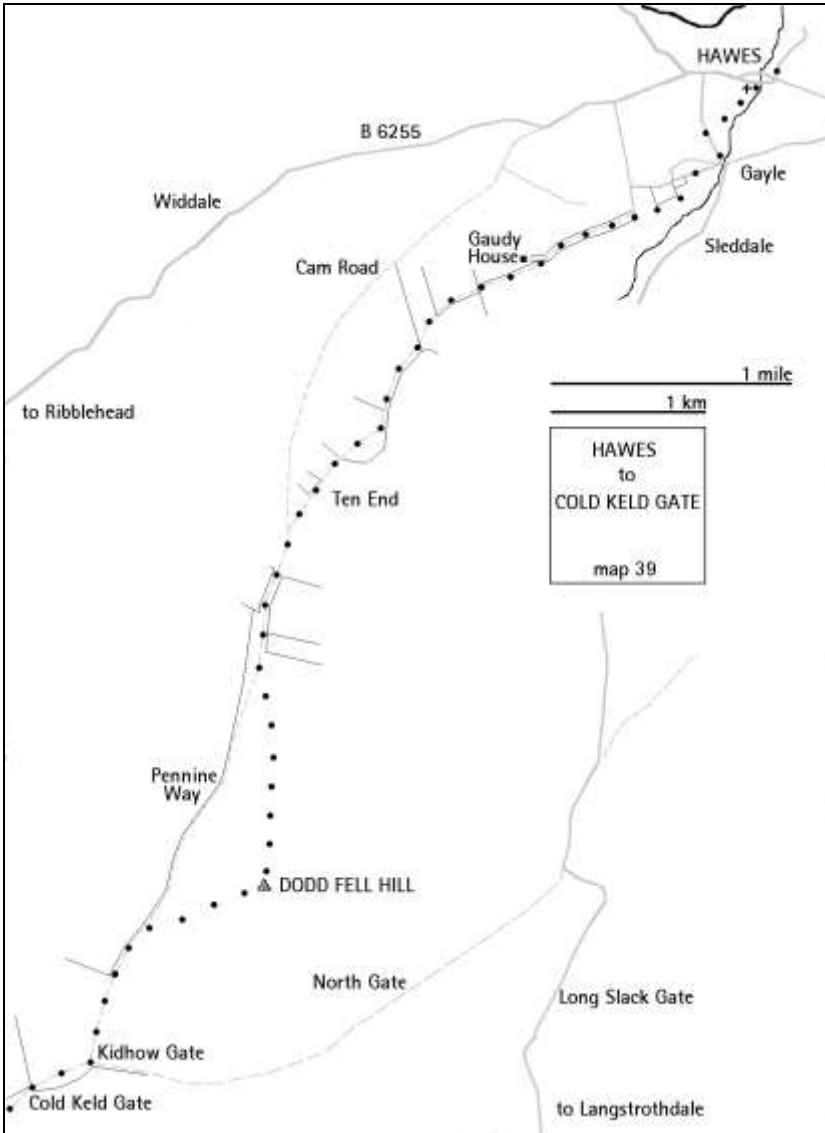 HAWES
B 6255
Gayle
Widdale
Gaudy
House
Sleddale
Cam Road
1 mile
1 km
to Ribblehead
HAWES
to
COLD KELD GATE
map 39
Ten End
Pennine
Way
DODD FELL HILL
North Gate
Long Slack Gate
Kidhow Gate
Cold Keld Gate
to Langstrothdale